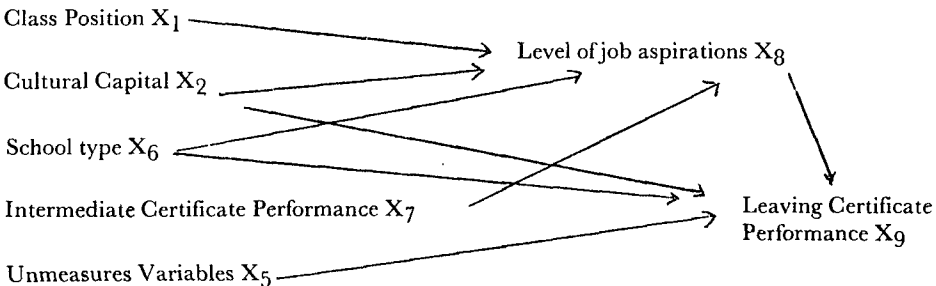 Class Position X1
Level of job aspirations X8
Cultural Capital X2
School type X6
Intermediate Certificate Performance X7
Leaving Certificate
Performance X9
Unmeasures Variables X5